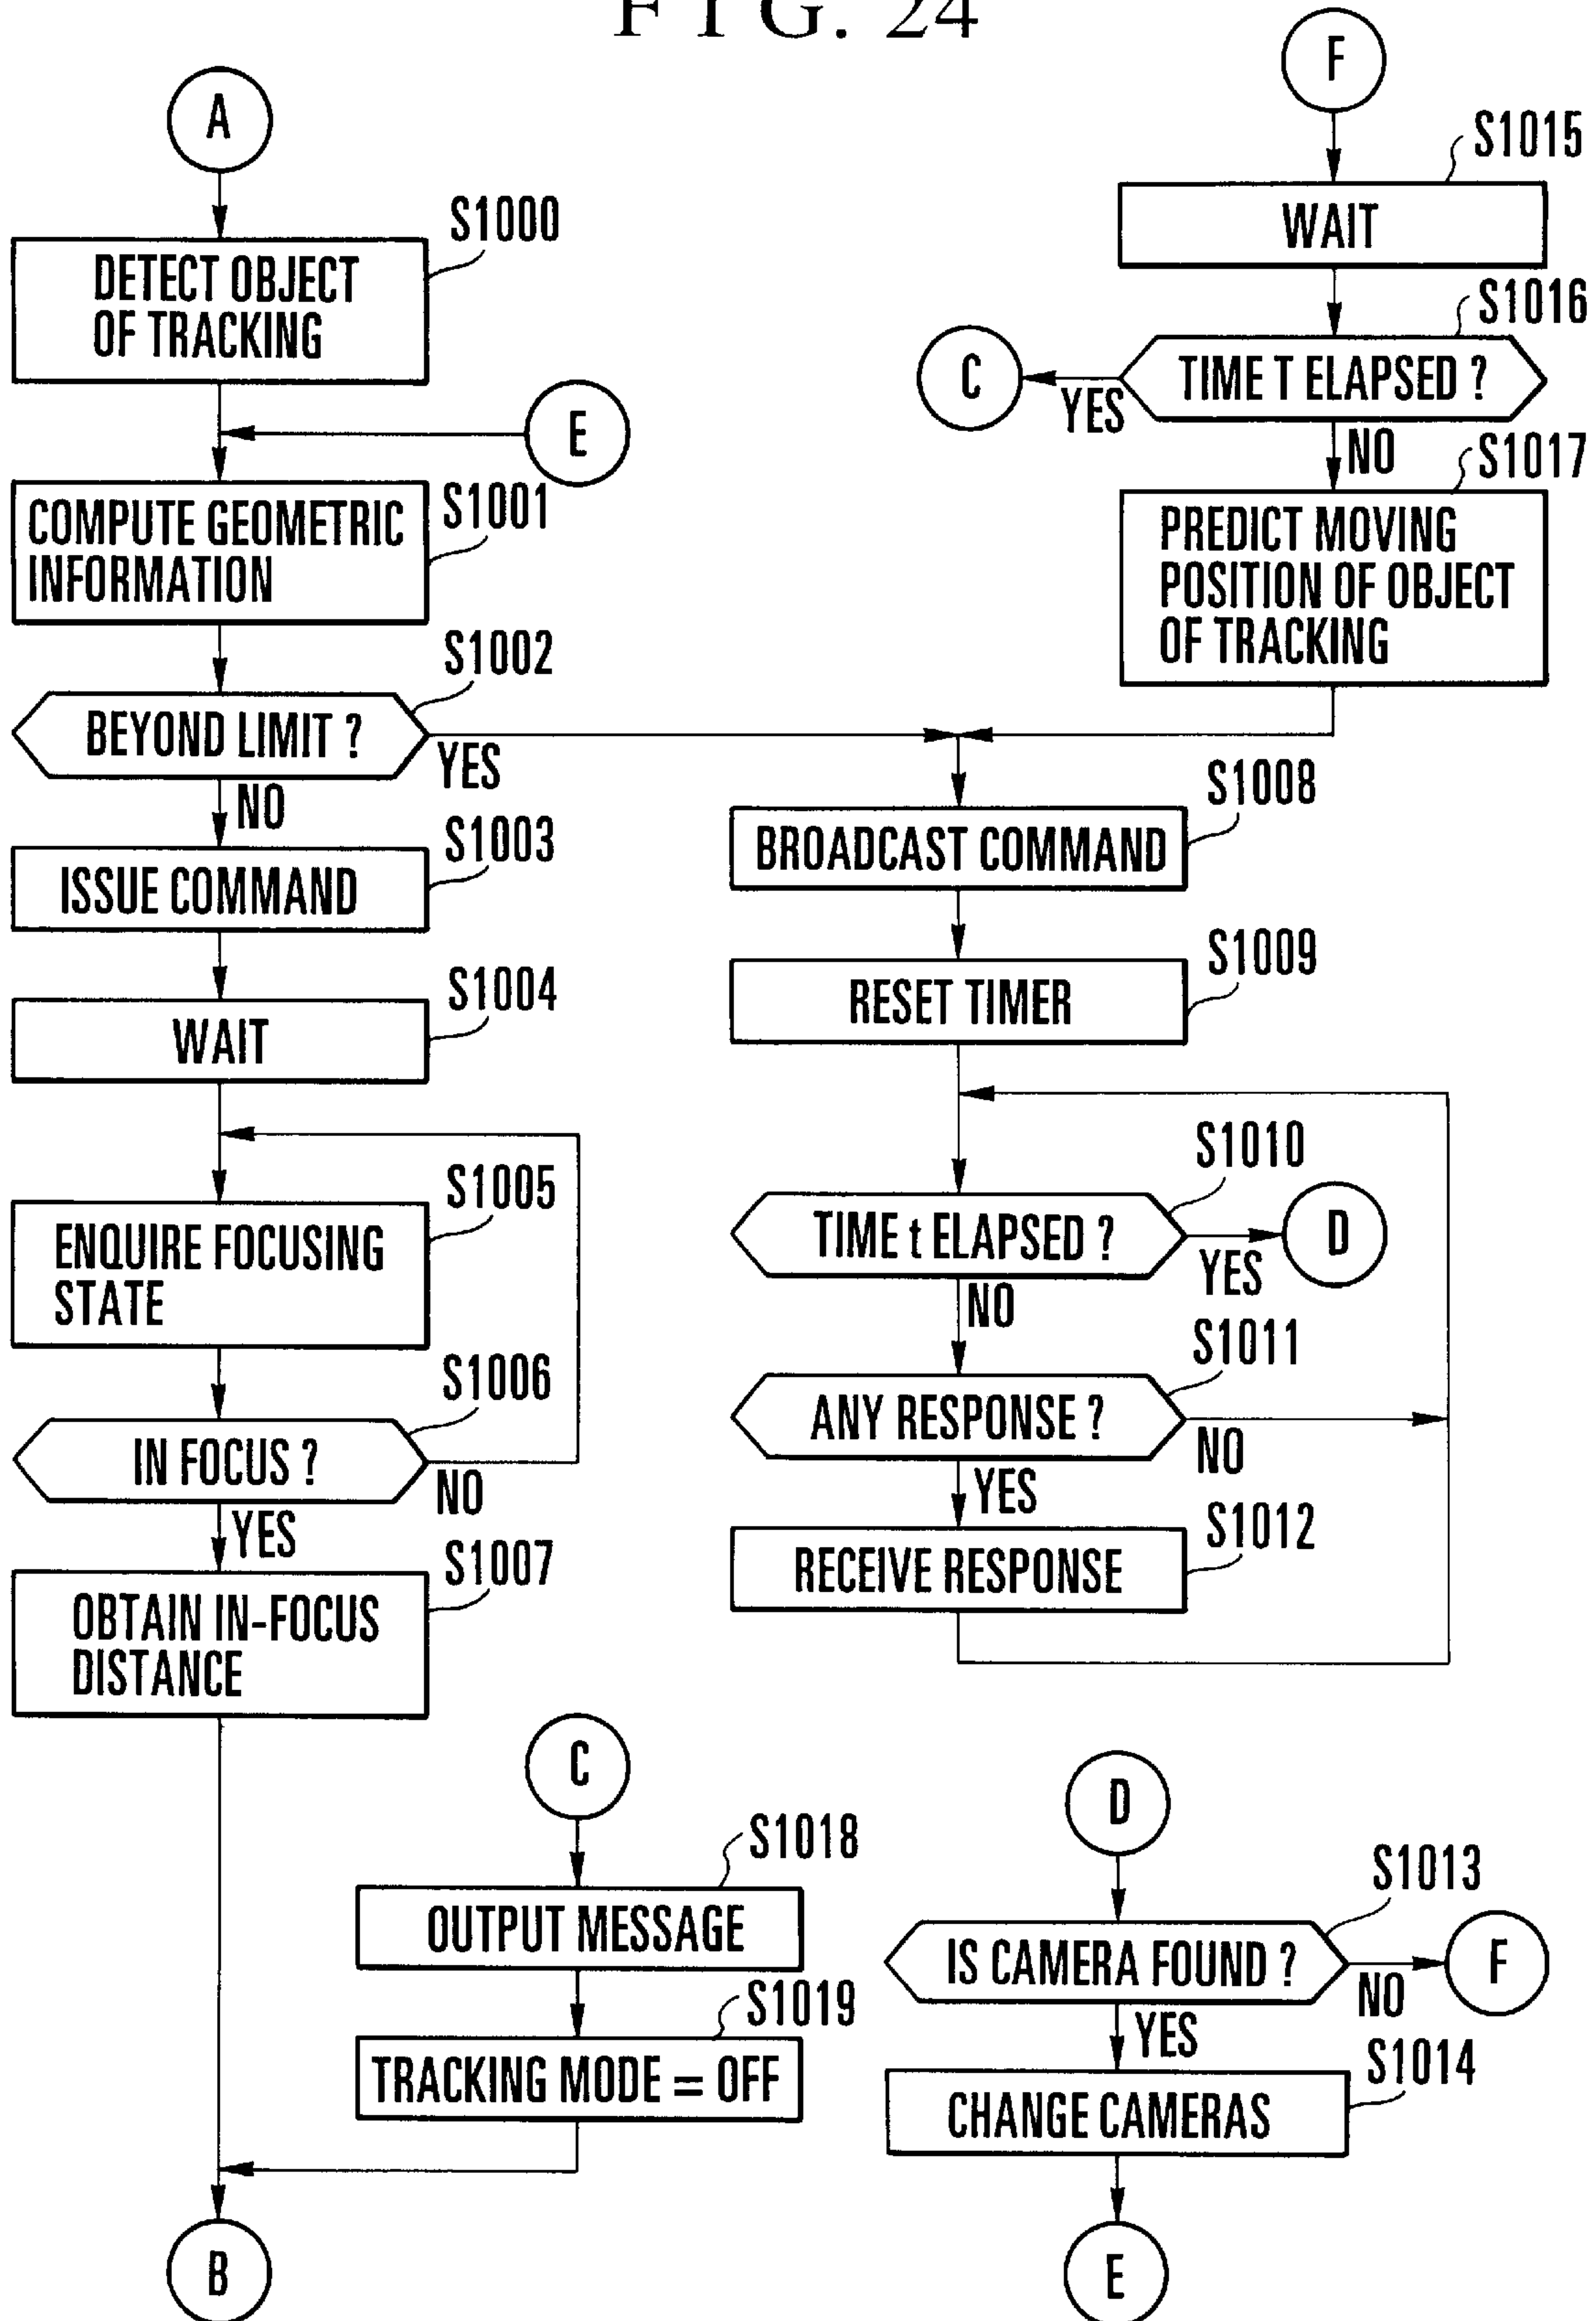 FIG. 24
A
S1000
DETECT OBJECT
OF TRACKING
E
S1001
COMPUTE GEOMETRIC
INFORMATION
S1002
BEYOND LIMIT ?
YES
NO
S1003
ISSUE COMMAND
S1004
WAIT
S1005
ENQUIRE FOCUSING
STATE
S1006
IN FOCUS ?
NO
YES
S1007
OBTAIN IN-FOCUS
DISTANCE
F
S1015
WAIT
S1016
C
YES
TIME T ELAPSED ?
NO
S1017
PREDICT MOVING
POSITION OF OBJECT
OF TRACKING
S1008
BROADCAST COMMAND
S1009
RESET TIMER
S1010
TIME t ELAPSED ?
D
YES
NO
S1011
ANY RESPONSE ?
NO
YES
S1012
RECEIVE RESPONSE
C
S1018
OUTPUT MESSAGE
S1019
TRACKING MODE = OFF
B
D
S1013
IS CAMERA FOUND ?
F
NO
YES
S1014
CHANGE CAMERAS
E